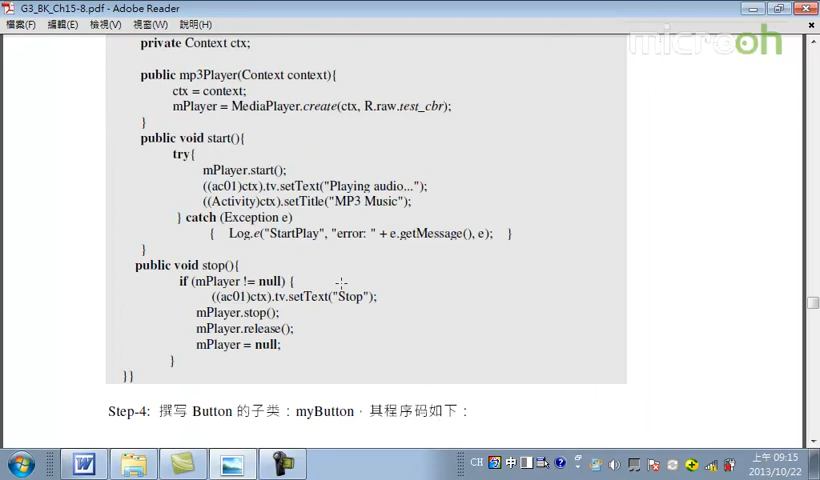 G3_BK_Ch15-8.pdf - Adobe Reader
檔案(F) 編輯(E) 檢視(V) 視窗(W) 說明(H)
microoh
private Context ctx;
public mp3Player(Context context){
ctx = context;
mPlayer = MediaPlayer.create(ctx, R.raw.test_cbr);
}
public void start(){
try{
mPlayer.start();
((ac01)ctx).tv.setText("Playing audio...");
((Activity)ctx).setTitle("MP3 Music");
} catch (Exception e)
{ Log.e("StartPlay", "error: " + e.getMessage(), e); }
}
public void stop(){
if (mPlayer != null) {
((ac01)ctx).tv.setText("Stop");
mPlayer.stop();
mPlayer.release();
mPlayer = null;
}
}}
Step-4: 撰写 Button 的子类：myButton，其程序码如下：
CH 中
上午 09:15
2013/10/22